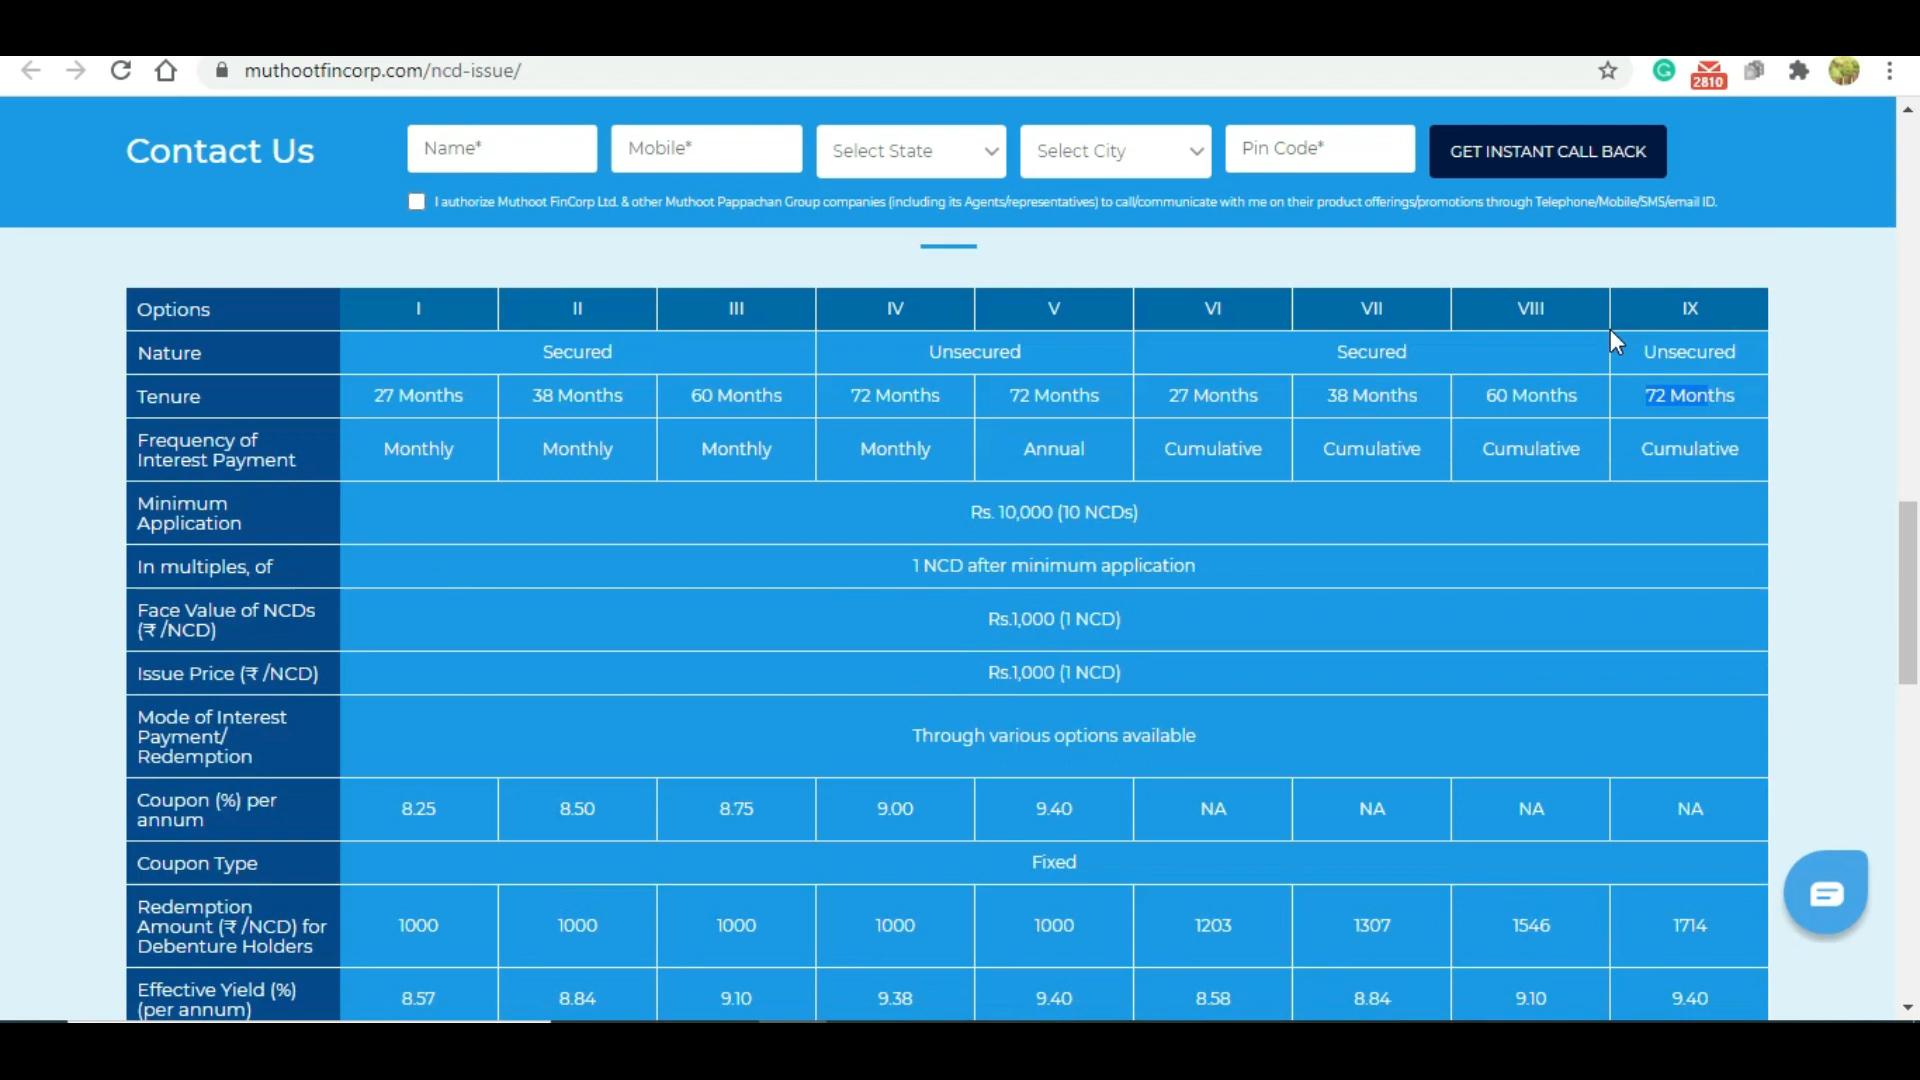 muthootfincorp.com/ncd-issue/
2810
Contact Us
Name*
Mobile*
Select State
Select City
Pin Code*
GET INSTANT CALL BACK
I authorize Muthoot FinCorp Ltd. & other Muthoot Pappachan Group companies (including its Agents/representatives) to call/communicate with me on their product offerings/promotions through Telephone/Mobile/SMS/email ID.
Options I II III IV V VI VII VIII IX
Nature Secured Unsecured Secured Unsecured
Tenure 27 Months 38 Months 60 Months 72 Months 72 Months 27 Months 38 Months 60 Months 72 Months
Frequency of
Interest Payment Monthly Monthly Monthly Monthly Annual Cumulative Cumulative Cumulative Cumulative
Minimum
Application Rs. 10,000 (10 NCDs)
In multiples, of 1 NCD after minimum application
Face Value of NCDs
(₹ /NCD) Rs.1,000 (1 NCD)
Issue Price (₹ /NCD) Rs.1,000 (1 NCD)
Mode of Interest
Payment/ Through various options available
Redemption
Coupon (%) per
annum 8.25 8.50 8.75 9.00 9.40 NA NA NA NA
Coupon Type Fixed
Redemption
Amount (₹ /NCD) for 1000 1000 1000 1000 1000 1203 1307 1546 1714
Debenture Holders
Effective Yield (%)
(per annum) 8.57 8.84 9.10 9.38 9.40 8.58 8.84 9.10 9.40